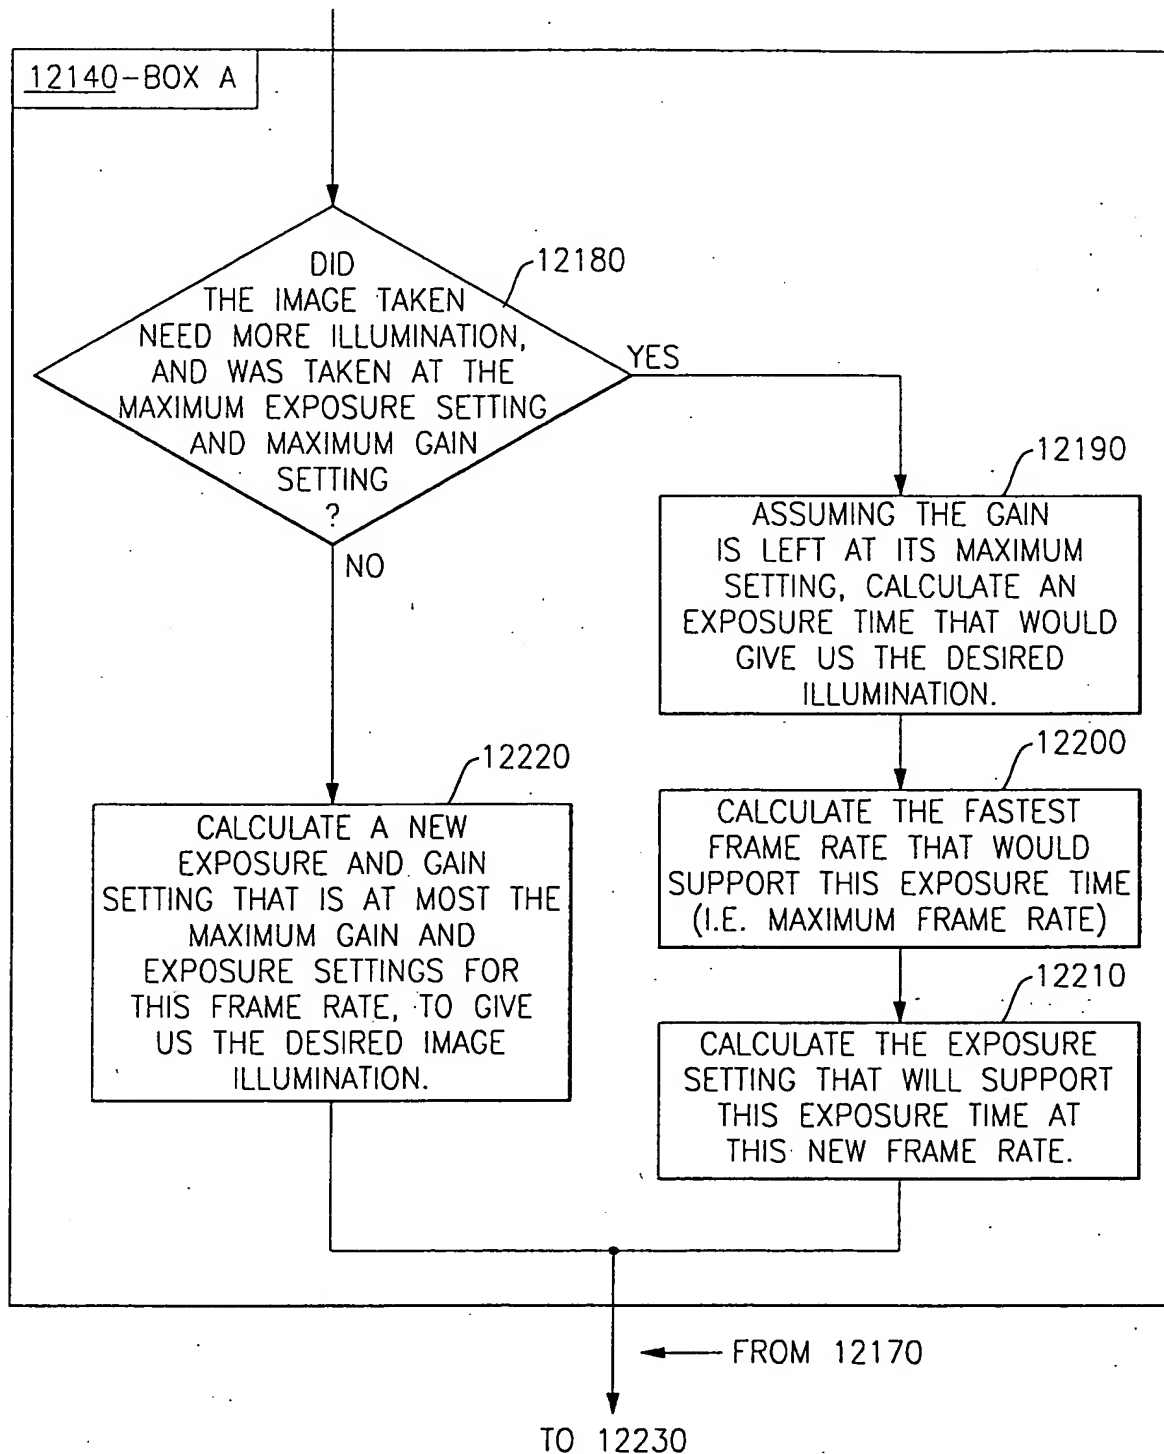 12140-BOX A
DID
THE IMAGE TAKEN
NEED MORE ILLUMINATION,
AND WAS TAKEN AT THE
MAXIMUM EXPOSURE SETTING
AND MAXIMUM GAIN
SETTING
?
12180
YES
NO
12190
ASSUMING THE GAIN
IS LEFT AT ITS MAXIMUM
SETTING, CALCULATE AN
EXPOSURE TIME THAT WOULD
GIVE US THE DESIRED
ILLUMINATION.
12200
CALCULATE THE FASTEST
FRAME RATE THAT WOULD
SUPPORT THIS EXPOSURE TIME
(I.E. MAXIMUM FRAME RATE)
12210
CALCULATE THE EXPOSURE
SETTING THAT WILL SUPPORT
THIS EXPOSURE TIME AT
THIS NEW FRAME RATE.
12220
CALCULATE A NEW
EXPOSURE AND GAIN
SETTING THAT IS AT MOST THE
MAXIMUM GAIN AND
EXPOSURE SETTINGS FOR
THIS FRAME RATE, TO GIVE
US THE DESIRED IMAGE
ILLUMINATION.
FROM 12170
TO 12230